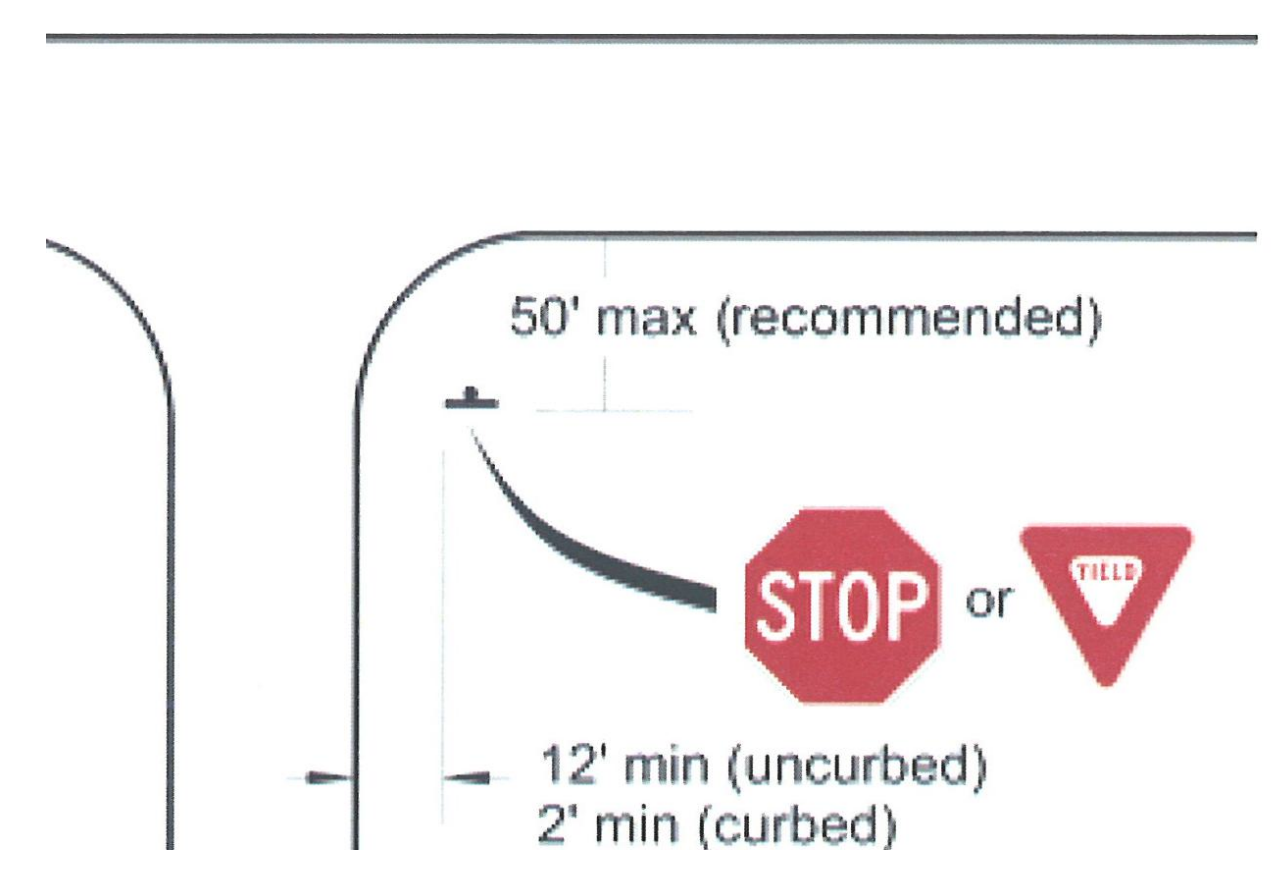 50' max (recommended)
STOP or YIELD
12' min (uncurbed)
2' min (curbed)